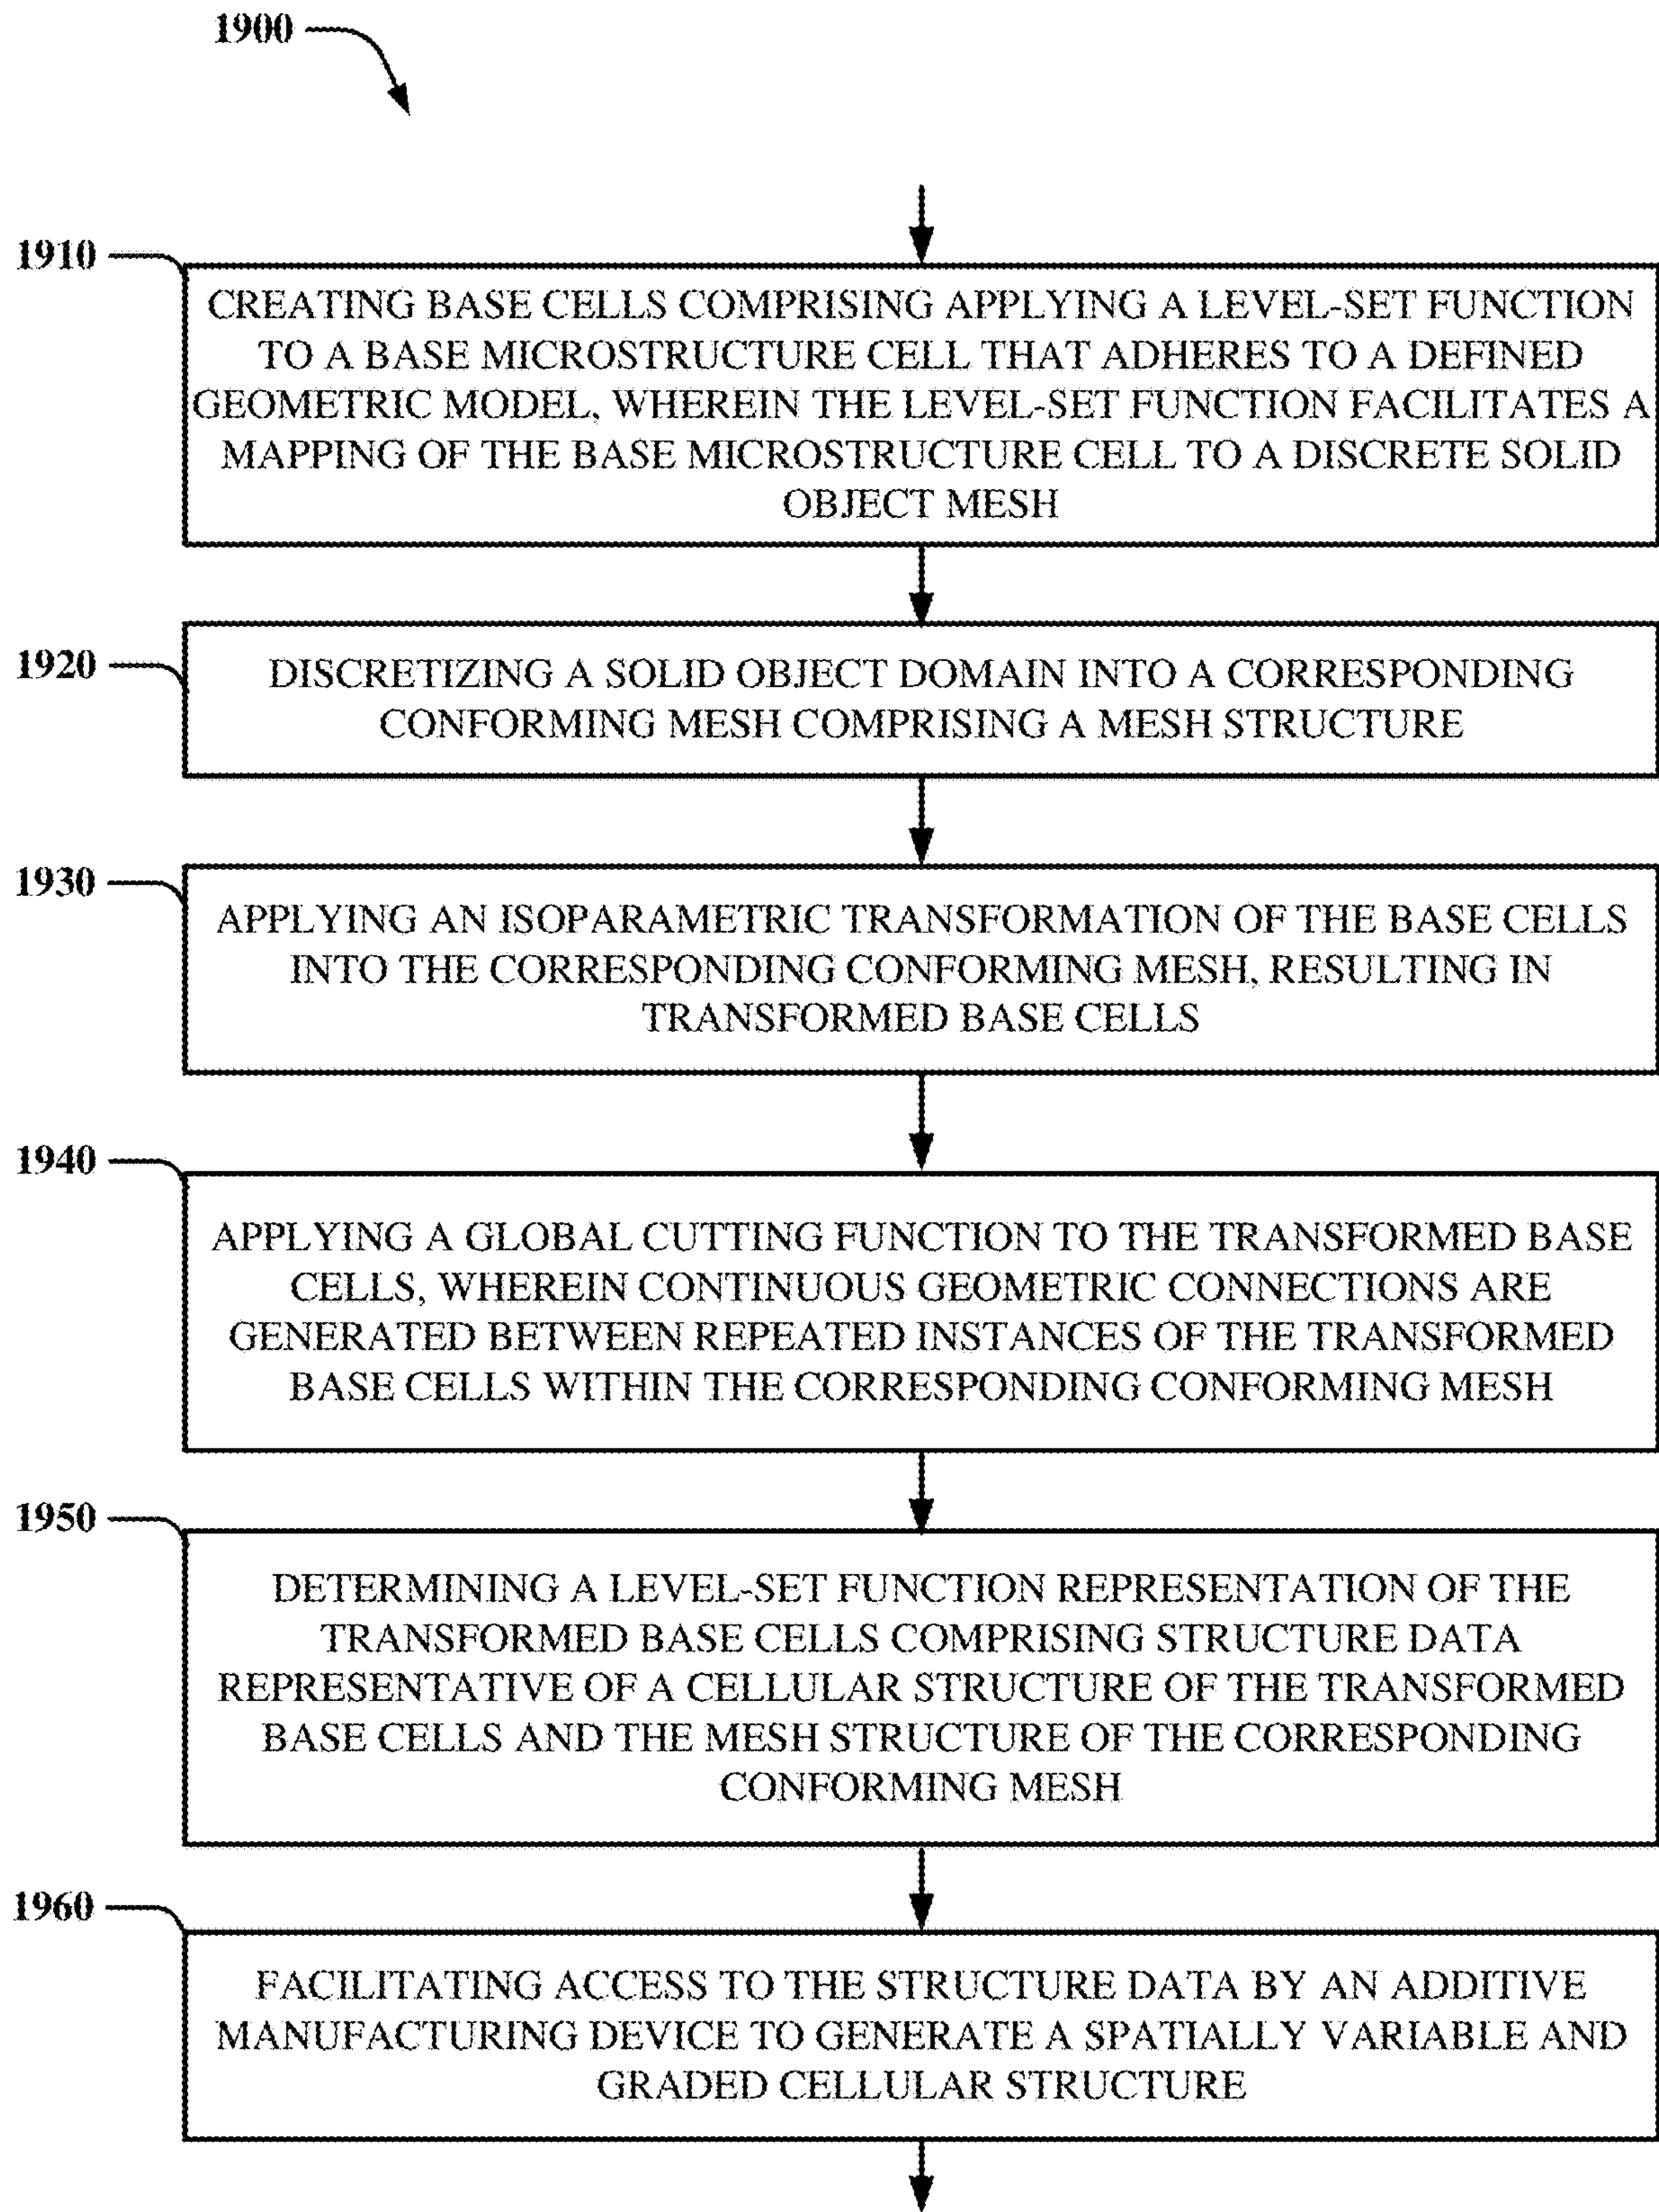 1900
1910
CREATING BASE CELLS COMPRISING APPLYING A LEVEL-SET FUNCTION
TO A BASE MICROSTRUCTURE CELL THAT ADHERES TO A DEFINED
GEOMETRIC MODEL, WHEREIN THE LEVEL-SET FUNCTION FACILITATES A
MAPPING OF THE BASE MICROSTRUCTURE CELL TO A DISCRETE SOLID
OBJECT MESH
1920
DISCRETIZING A SOLID OBJECT DOMAIN INTO A CORRESPONDING
CONFORMING MESH COMPRISING A MESH STRUCTURE
1930
APPLYING AN ISOPARAMETRIC TRANSFORMATION OF THE BASE CELLS
INTO THE CORRESPONDING CONFORMING MESH, RESULTING IN
TRANSFORMED BASE CELLS
1940
APPLYING A GLOBAL CUTTING FUNCTION TO THE TRANSFORMED BASE
CELLS, WHEREIN CONTINUOUS GEOMETRIC CONNECTIONS ARE
GENERATED BETWEEN REPEATED INSTANCES OF THE TRANSFORMED
BASE CELLS WITHIN THE CORRESPONDING CONFORMING MESH
1950
DETERMINING A LEVEL-SET FUNCTION REPRESENTATION OF THE
TRANSFORMED BASE CELLS COMPRISING STRUCTURE DATA
REPRESENTATIVE OF A CELLULAR STRUCTURE OF THE TRANSFORMED
BASE CELLS AND THE MESH STRUCTURE OF THE CORRESPONDING
CONFORMING MESH
1960
FACILITATING ACCESS TO THE STRUCTURE DATA BY AN ADDITIVE
MANUFACTURING DEVICE TO GENERATE A SPATIALLY VARIABLE AND
GRADED CELLULAR STRUCTURE